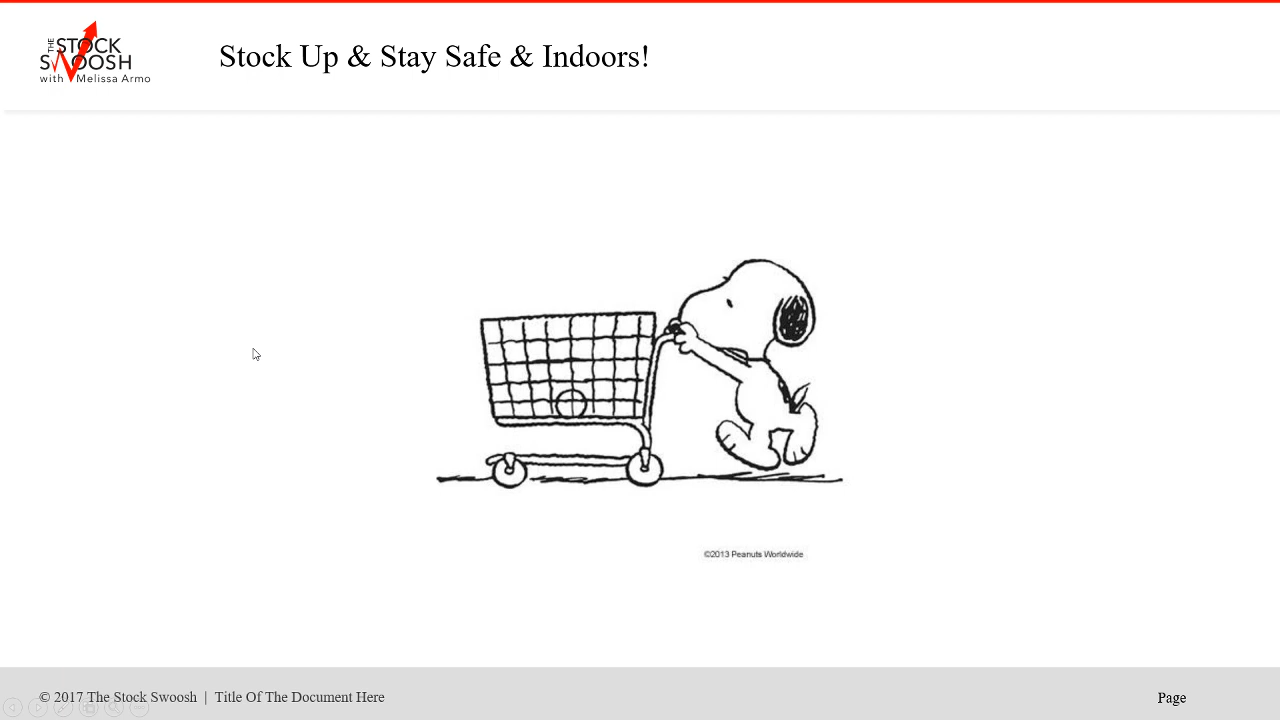 THE
STOCK
SWOOSH
with Melissa Armo
Stock Up & Stay Safe & Indoors!
©2013 Peanuts Worldwide
© 2017 The Stock Swoosh | Title Of The Document Here
Page